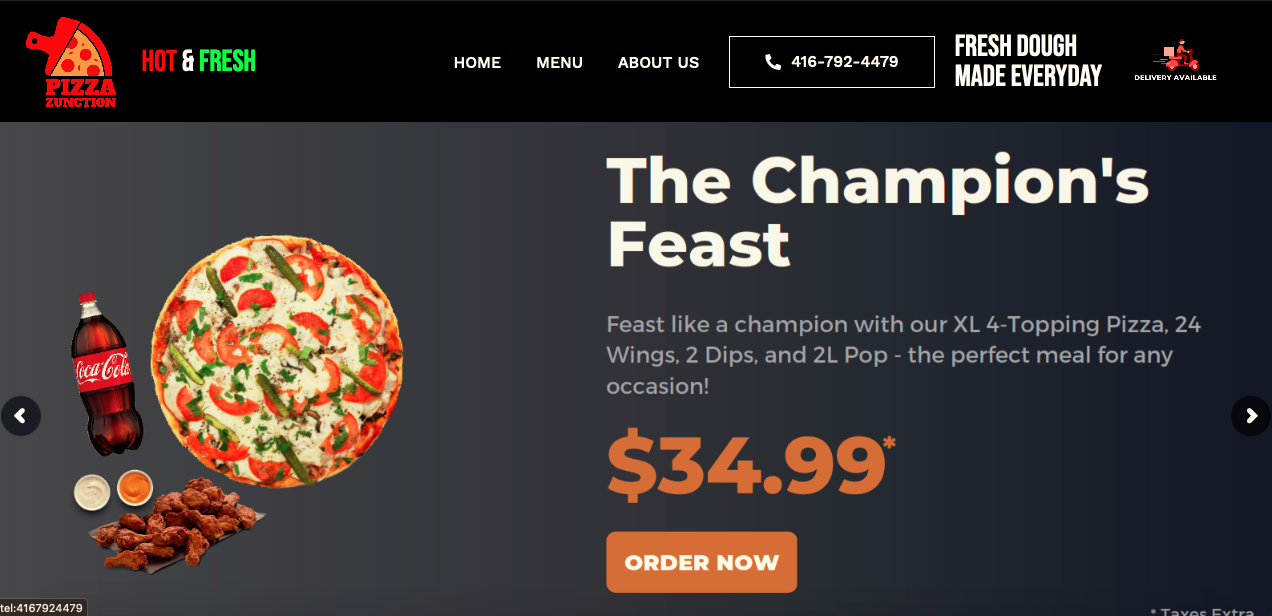 PIZZA
ZUNCTION
HOT & FRESH
HOME
MENU
ABOUT US
416-792-4479
FRESH DOUGH
MADE EVERYDAY
DELIVERY AVAILABLE
The Champion's
Feast
Feast like a champion with our XL 4-Topping Pizza, 24
Wings, 2 Dips, and 2L Pop - the perfect meal for any
occasion!
$34.99*
ORDER NOW
* Taxes Extra
Coca-Cola
tel:4167924479